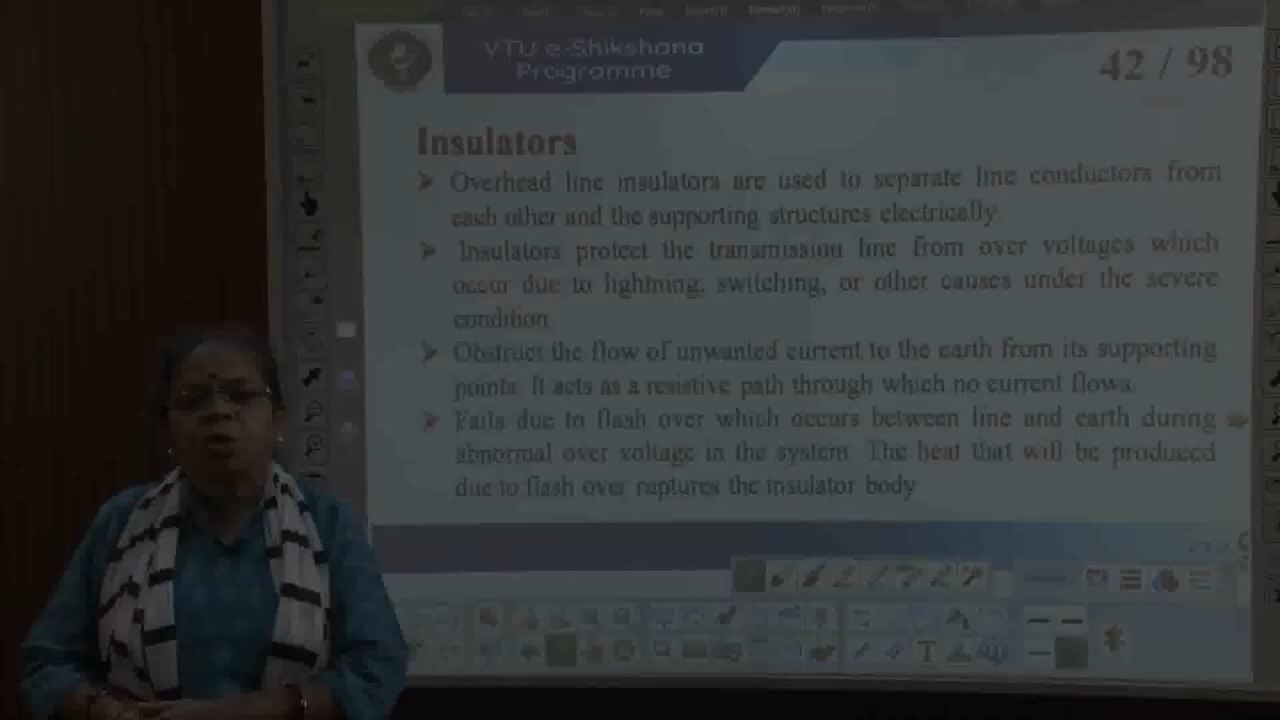 VTU e-Shikshana
Programme
42 / 98
Insulators
➤ Overhead line insulators are used to separate line conductors from
each other and the supporting structures electrically
➤ Insulators protect the transmission line from over voltages which
occur due to lightning, switching, or other causes under the severe
condition
➤ Obstruct the flow of unwanted current to the earth from its supporting
points. It acts as a resistive path through which no current flows.
➤ Fails due to flash over which occurs between line and earth during
abnormal over voltage in the system. The heat that will be produced
due to flash over raptures the insulator body
T